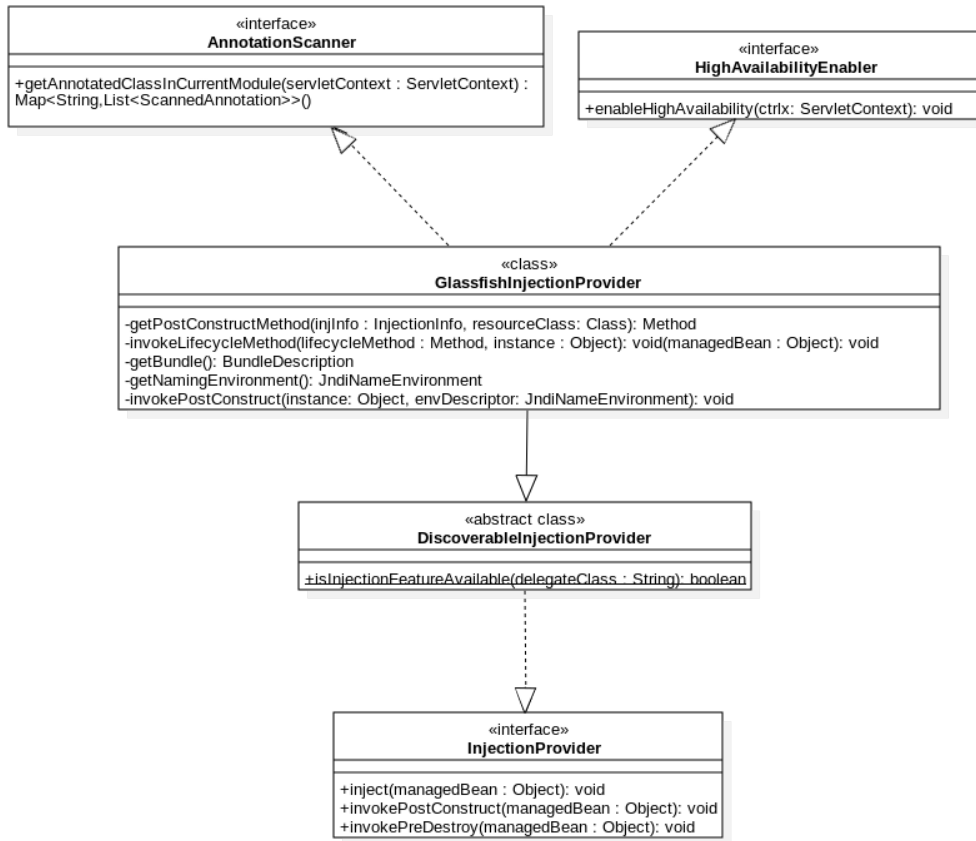 «interface»
AnnotationScanner
+getAnnotatedClassInCurrentModule(servletContext : ServletContext) :
Map<String,List<ScannedAnnotation>>()
«interface»
HighAvailabilityEnabler
+enableHighAvailability(ctrlx: ServletContext): void
«class»
GlassfishInjectionProvider
-getPostConstructMethod(injInfo : InjectionInfo, resourceClass: Class): Method
-invokeLifecycleMethod(lifecycleMethod : Method, instance : Object): void(managedBean : Object): void
-getBundle(): BundleDescription
-getNamingEnvironment(): JndiNameEnvironment
-invokePostConstruct(instance: Object, envDescriptor: JndiNameEnvironment): void
«abstract class»
DiscoverableInjectionProvider
+isInjectionFeatureAvailable(delegateClass : String): boolean
«interface»
InjectionProvider
+inject(managedBean : Object): void
+invokePostConstruct(managedBean : Object): void
+invokePreDestroy(managedBean : Object): void